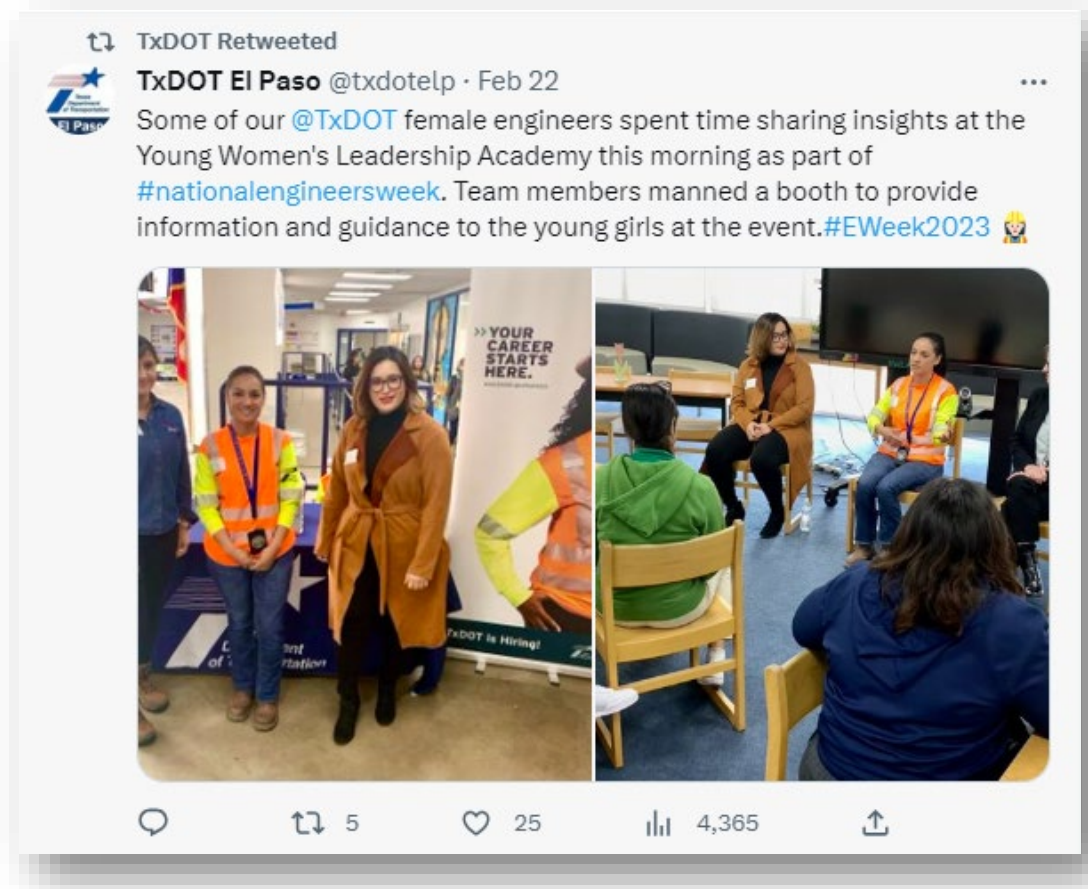 TxDOT Retweeted
TxDOT El Paso @txdotelp · Feb 22
Some of our @TxDOT female engineers spent time sharing insights at the
Young Women's Leadership Academy this morning as part of
#nationalengineersweek. Team members manned a booth to provide
information and guidance to the young girls at the event.#EWeek2023
El Paso
>> YOUR
CAREER
STARTS
HERE.
TxDOT is Hiring!
of
5
25
4,365